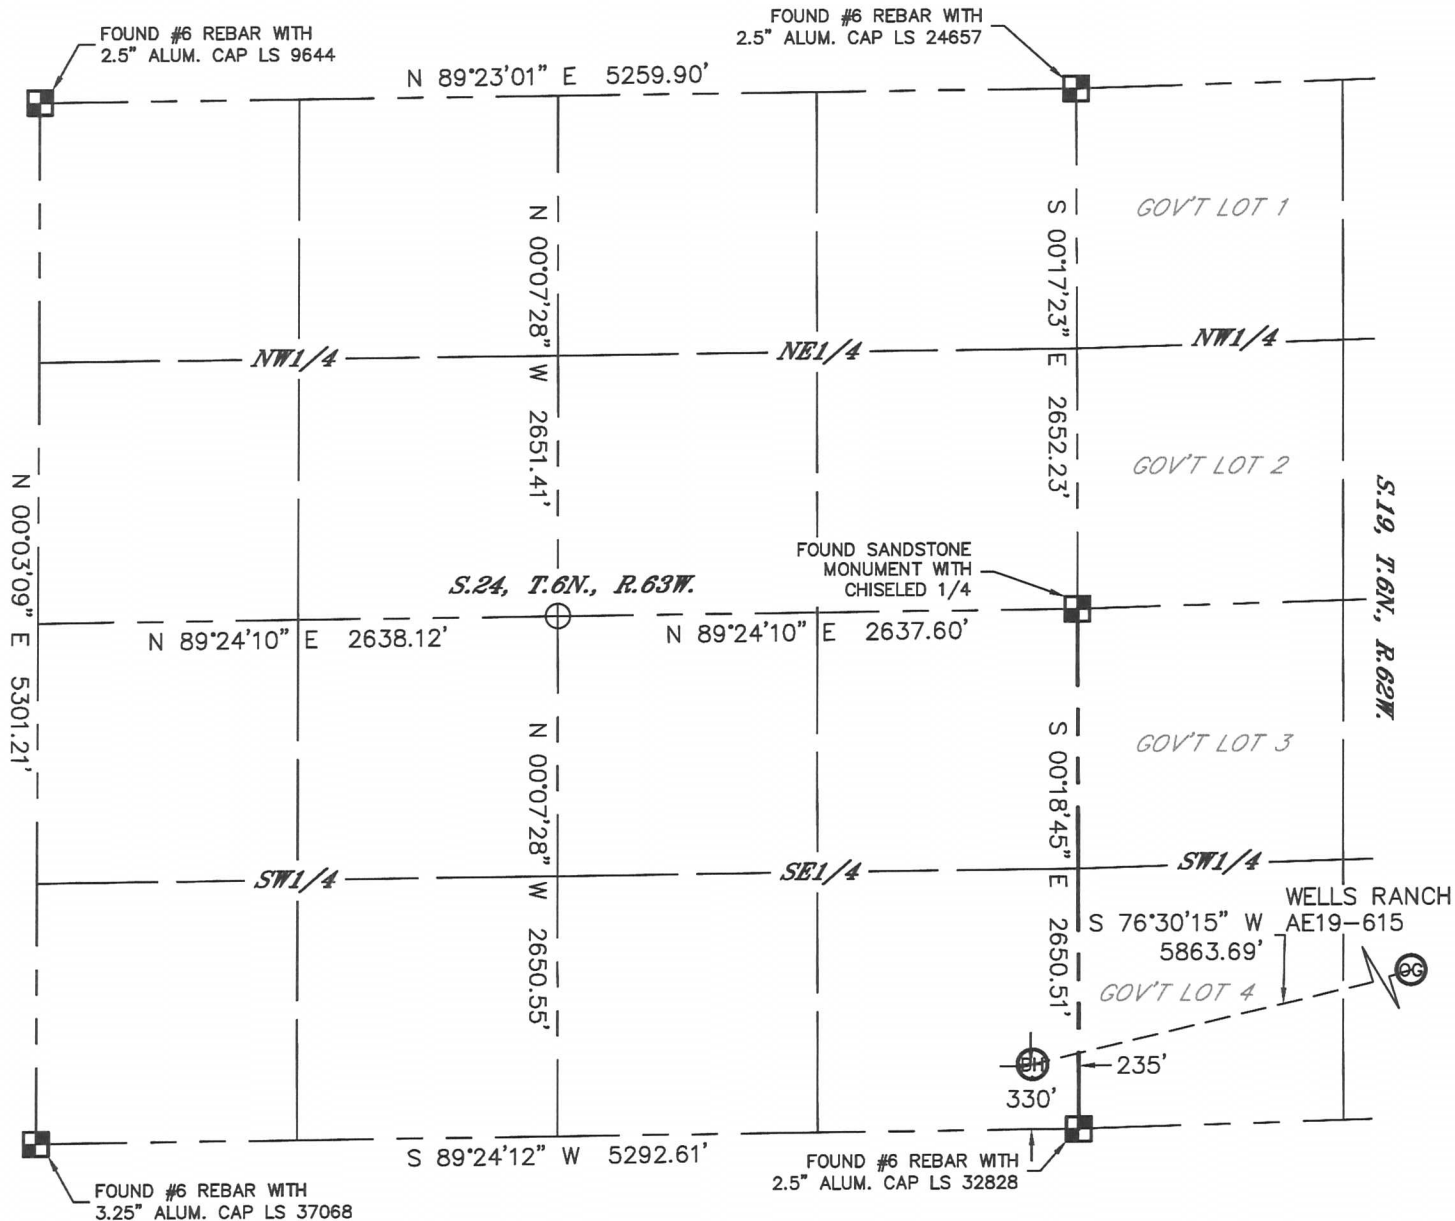 FOUND #6 REBAR WITH
2.5" ALUM. CAP LS 9644
FOUND #6 REBAR WITH
2.5" ALUM. CAP LS 24657
N 89°23'01" E 5259.90'
GOV'T LOT 1
N 00°07'28" W 2651.41'
S 00°17'23" E 2652.23'
NW1/4
NE1/4
NW1/4
GOV'T LOT 2
N 00°03'09" E 5301.21'
S.19, T.6N., R.62W.
FOUND SANDSTONE
MONUMENT WITH
CHISELED 1/4
S.24, T.6N., R.63W.
N 89°24'10" E 2638.12'
N 89°24'10" E 2637.60'
GOV'T LOT 3
N 00°07'28" W 2650.55'
S 00°18'45" E 2650.51'
SW1/4
SE1/4
SW1/4
WELLS RANCH
AE19-615
S 76°30'15" W
5863.69'
OG
GOV'T LOT 4
BH
235'
330'
S 89°24'12" W 5292.61'
FOUND #6 REBAR WITH
2.5" ALUM. CAP LS 32828
FOUND #6 REBAR WITH
3.25" ALUM. CAP LS 37068